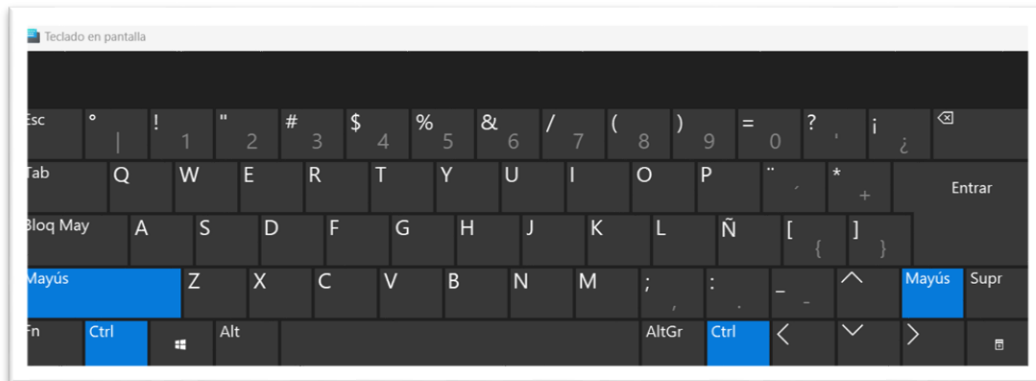 Teclado en pantalla
Esc ° | ! 1 " 2 # 3 $ 4 % 5 & 6 / 7 ( 8 ) 9 = 0 ? ' ¡ ¿
Tab Q W E R T Y U I O P ¨ ´ * + Entrar
Bloq May A S D F G H J K L Ñ [ { ] }
Mayús Z X C V B N M ; , : . _ - Mayús Supr
Fn Ctrl Alt AltGr Ctrl